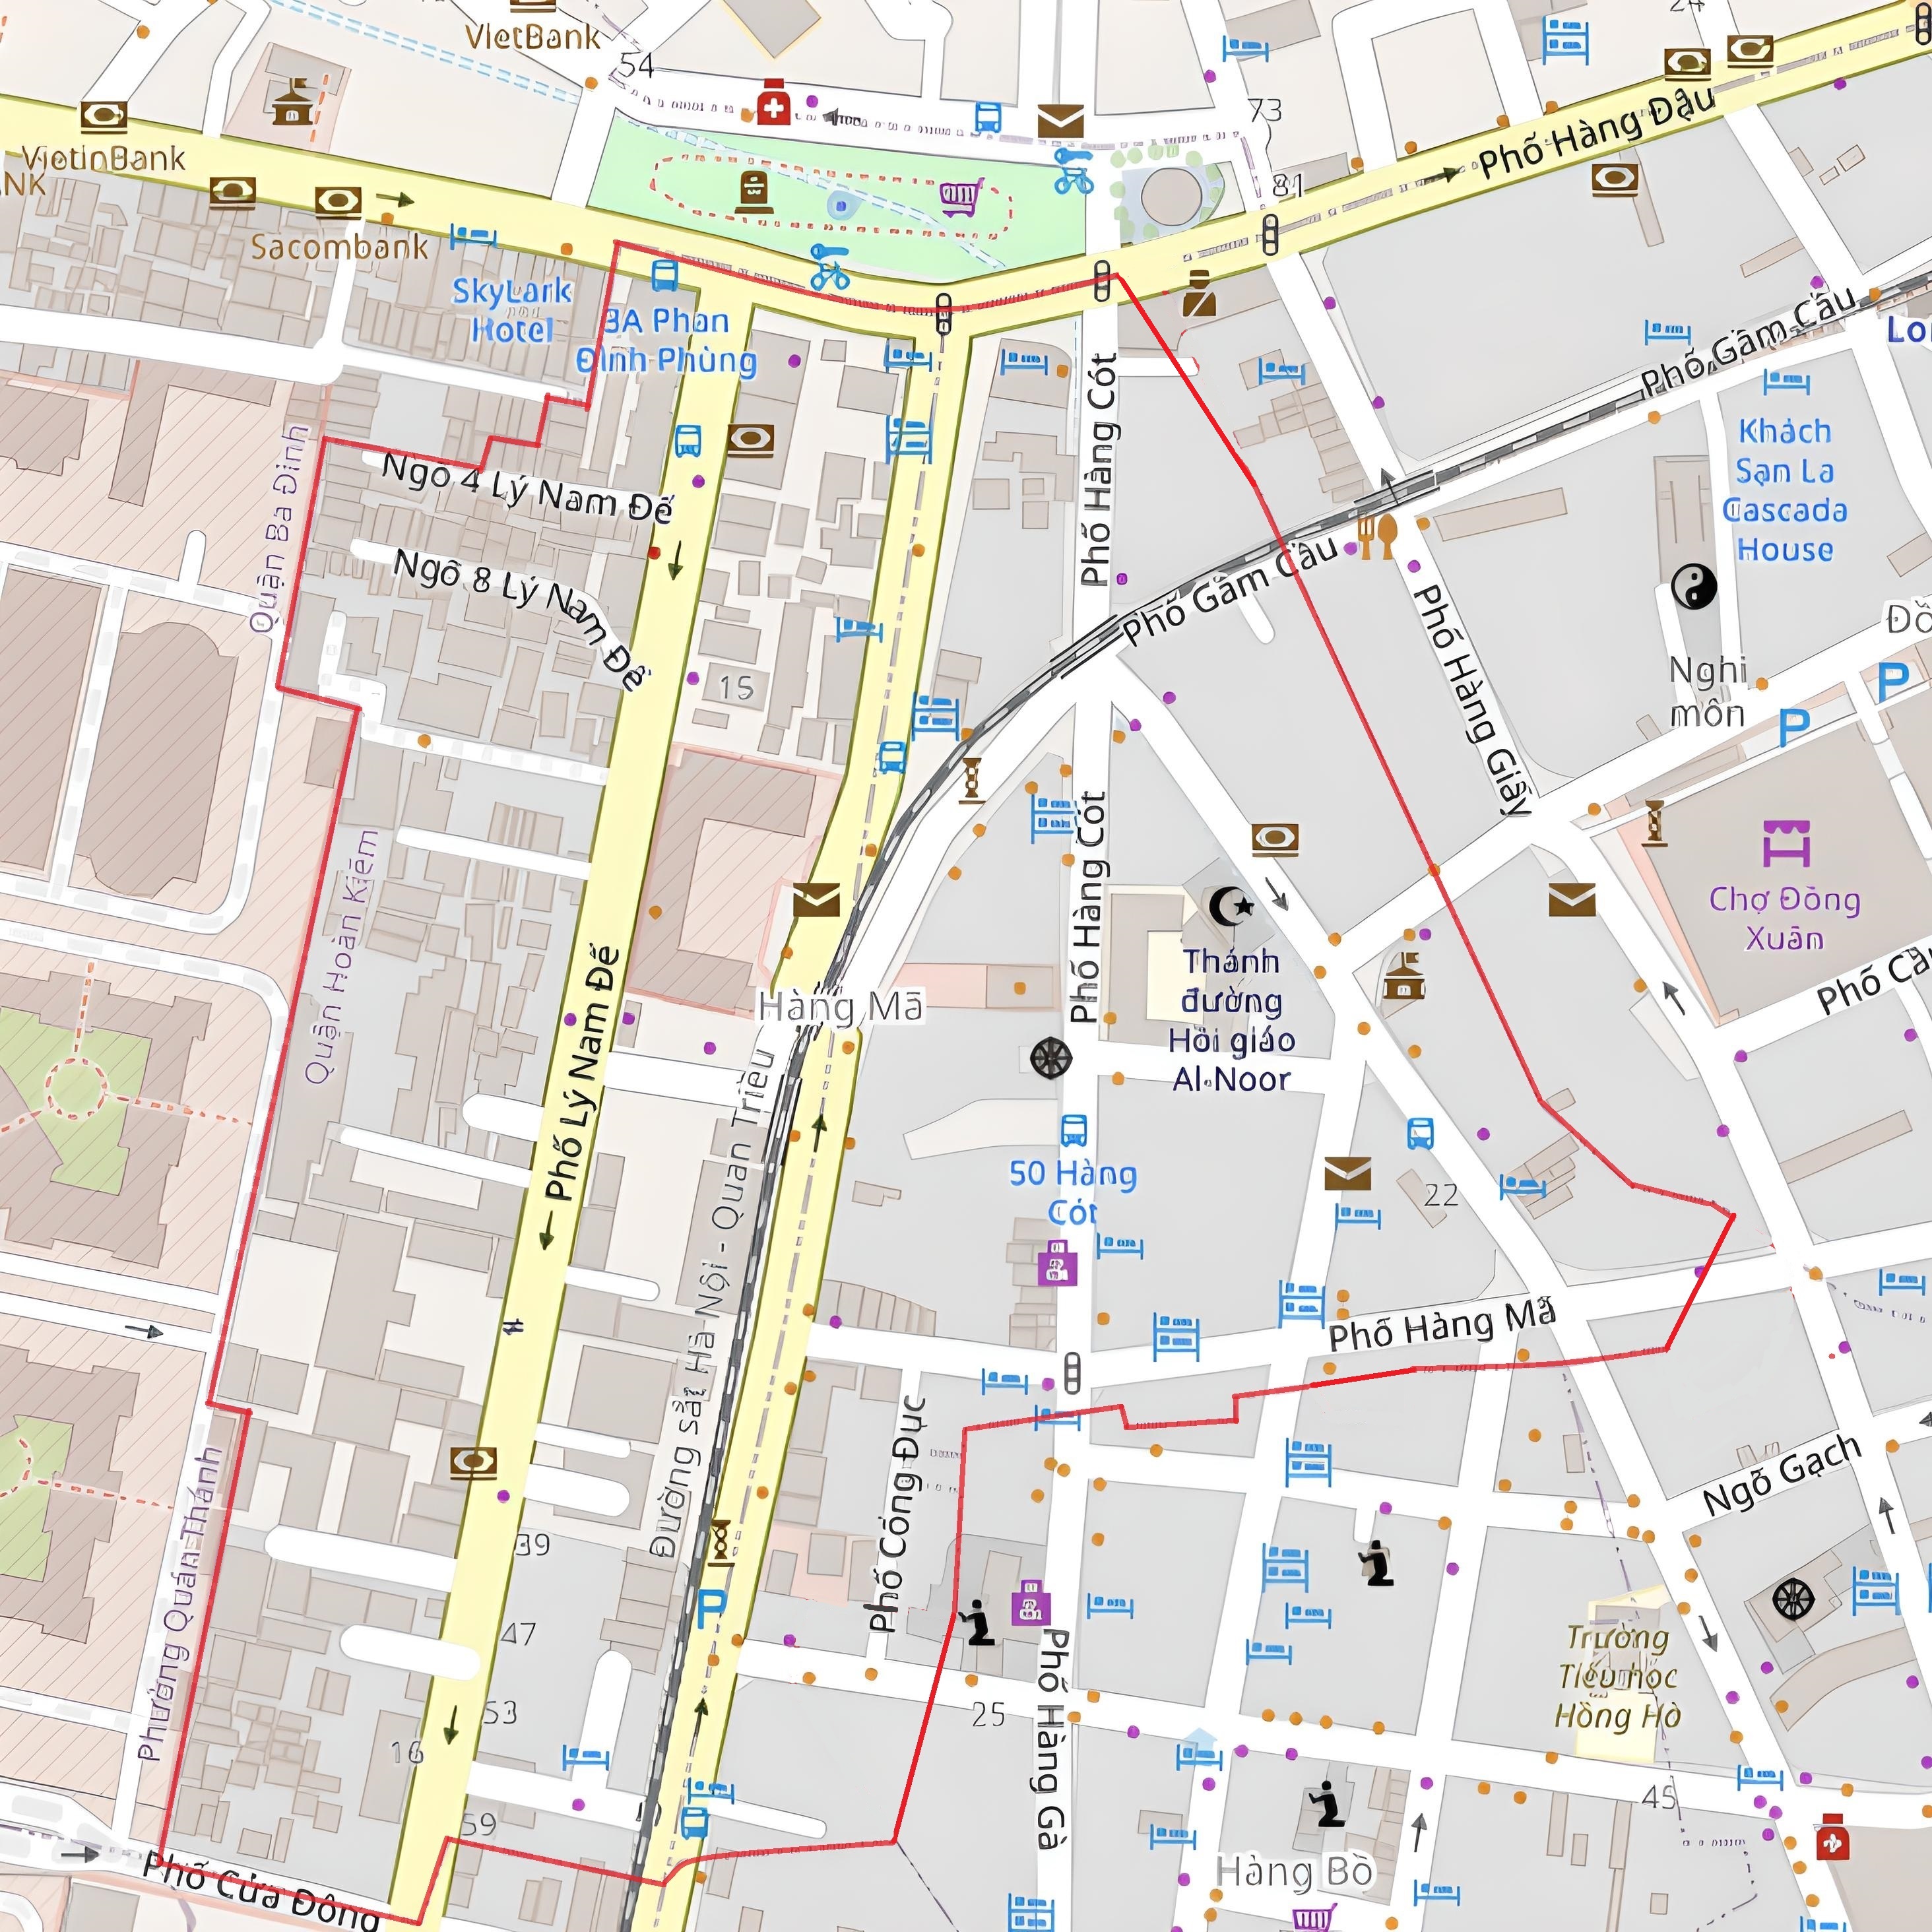 VietBank
54
24
73
Phố Hàng Đậu
VietinBank
NK
81
Sacombank
SkyLark
Hotel
3A Phan
Đình Phùng
Phố Gầm Cầu
Lo
Phố Hàng Cót
Khách
Sạn La
Cascada
House
Quận Ba Đình
Ngõ 4 Lý Nam Đế
Ngõ 8 Lý Nam Đế
Phố Gầm Cầu
Phố Hàng Giấy
Đồ
Nghi
môn
P
P
15
Phố Hàng Cót
Quận Hoàn Kiếm
Chợ Đồng
Xuân
Thánh
đường
Hồi giáo
Al-Noor
Phố Lý Nam Đế
Hàng Mã
Phố Cầ
50 Hàng
Cót
22
Đường sắt Hà Nội - Quan Triều
Phố Hàng Mã
Phố Cống Đục
Ngõ Gạch
Phường Quán Thánh
39
P
47
Phố Hàng Gà
Trường
Tiểu học
Hồng Hà
53
25
16
45
59
Phố Cửa Đông
Hàng Bồ